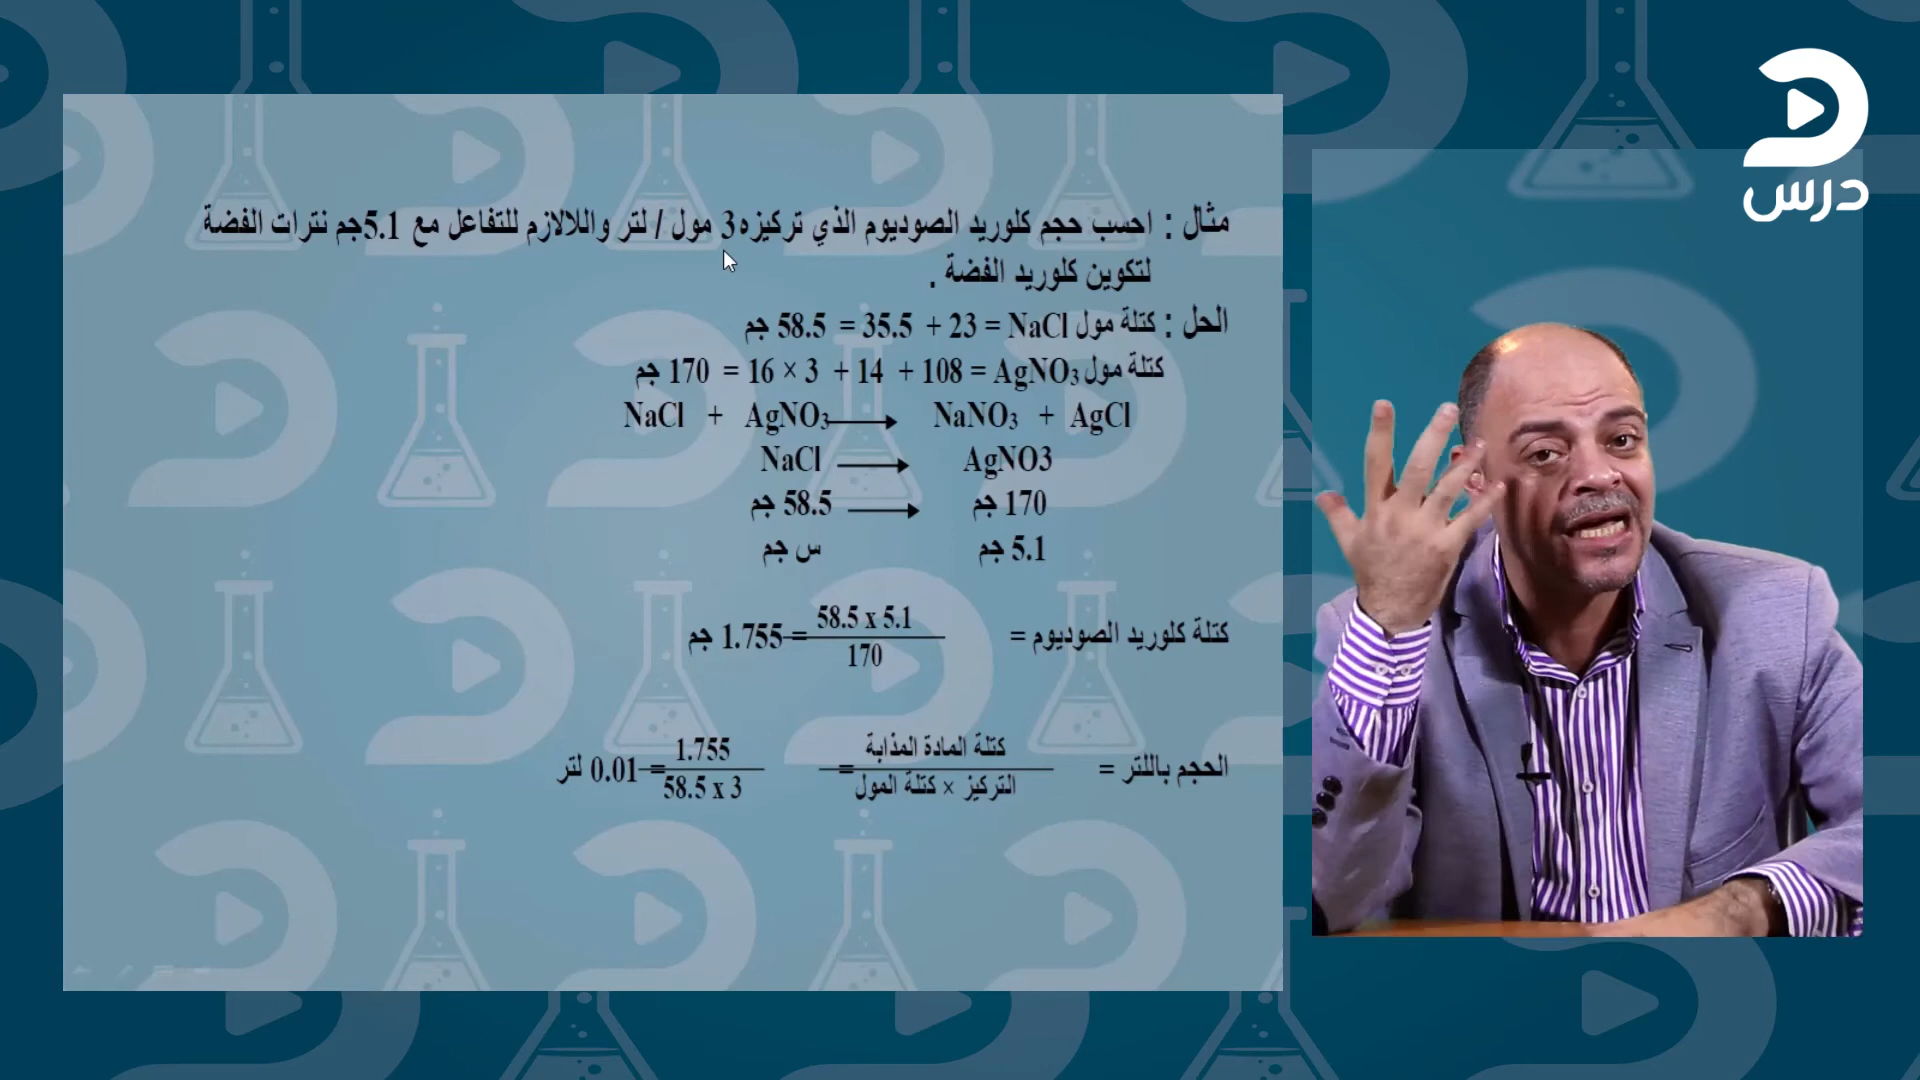 درس
مثال : احسب حجم كلوريد الصوديوم الذي تركيزه 3 مول / لتر واللالازم للتفاعل مع 5.1جم نترات الفضة
لتكوين كلوريد الفضة .
الحل : كتلة مول NaCl = 23 + 35.5 = 58.5 جم
كتلة مول AgNO3 = 108 + 14 + 3 × 16 = 170 جم
NaCl + AgNO3 → NaNO3 + AgCl
NaCl → AgNO3
58.5 جم → 170 جم
س جم 5.1 جم
كتلة كلوريد الصوديوم =
58.5 x 5.1
170
= 1.755 جم
الحجم باللتر =
كتلة المادة المذابة
التركيز × كتلة المول
=
1.755
58.5 x 3
= 0.01 لتر